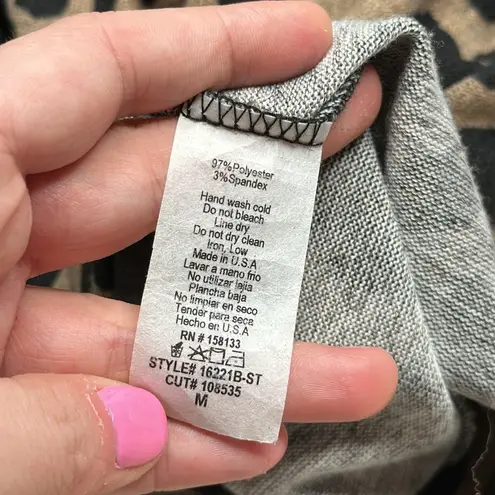 97%Polyester
3%Spandex
Hand wash cold
Do not bleach
Line dry
Do not dry clean
Iron, Low
Made in U.S.A
Lavar a mano frio
No utilizar lajia
Plancha baja
No limpiar en seco
Tender para seca
Hecho en U.S.A
RN # 158133
STYLE# 16221B-ST
CUT# 108535
M